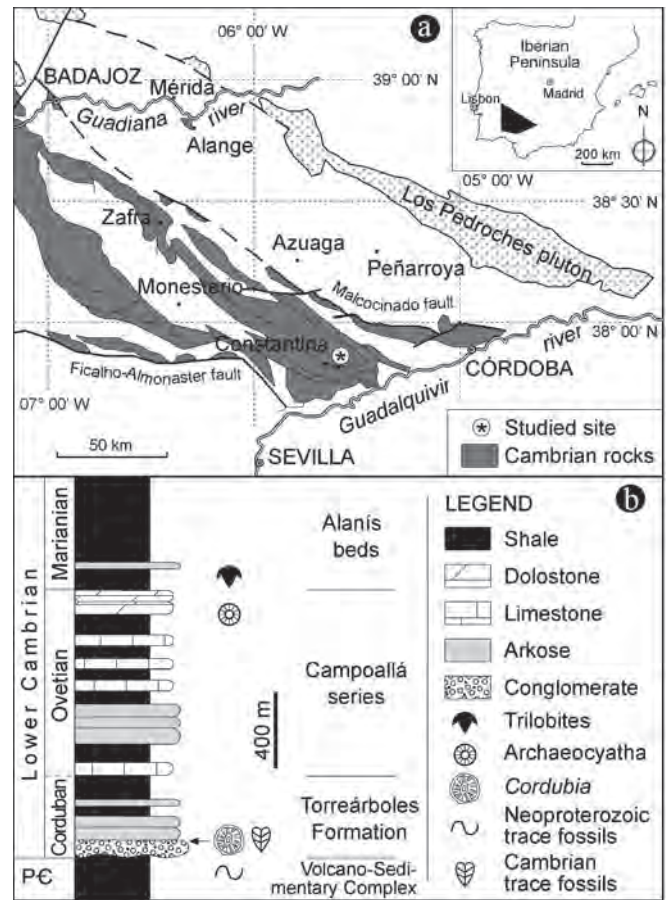 a
06° 00' W
BADAJOZ
Mérida
39° 00' N
Guadiana
river
Alange
Iberian
Peninsula
Madrid
Lisbon
N
200 km
05° 00' W
38° 30' N
Los Pedroches pluton
Zafra
Azuaga
Peñarroya
Monesterio
Malcocinado fault
38° 00' N
Constantina
river
CÓRDOBA
Ficalho-Almonaster fault
07° 00' W
Guadalquivir
50 km
SEVILLA
Studied site
Cambrian rocks
b
Lower Cambrian
Marianian
Ovetian
Corduban
PЄ
Alanís
beds
Campoallá
series
400 m
Torreárboles
Formation
Volcano-Sedi-
mentary Complex
LEGEND
Shale
Dolostone
Limestone
Arkose
Conglomerate
Trilobites
Archaeocyatha
Cordubia
Neoproterozoic
trace fossils
Cambrian
trace fossils